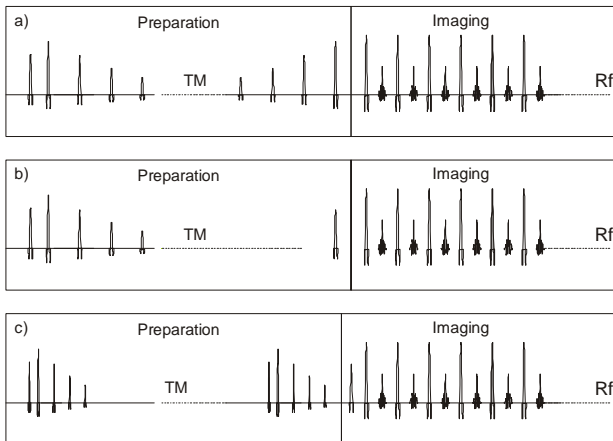 a) Preparation Imaging
TM
Rf
b) Preparation Imaging
TM
Rf
c) Preparation Imaging
TM
Rf